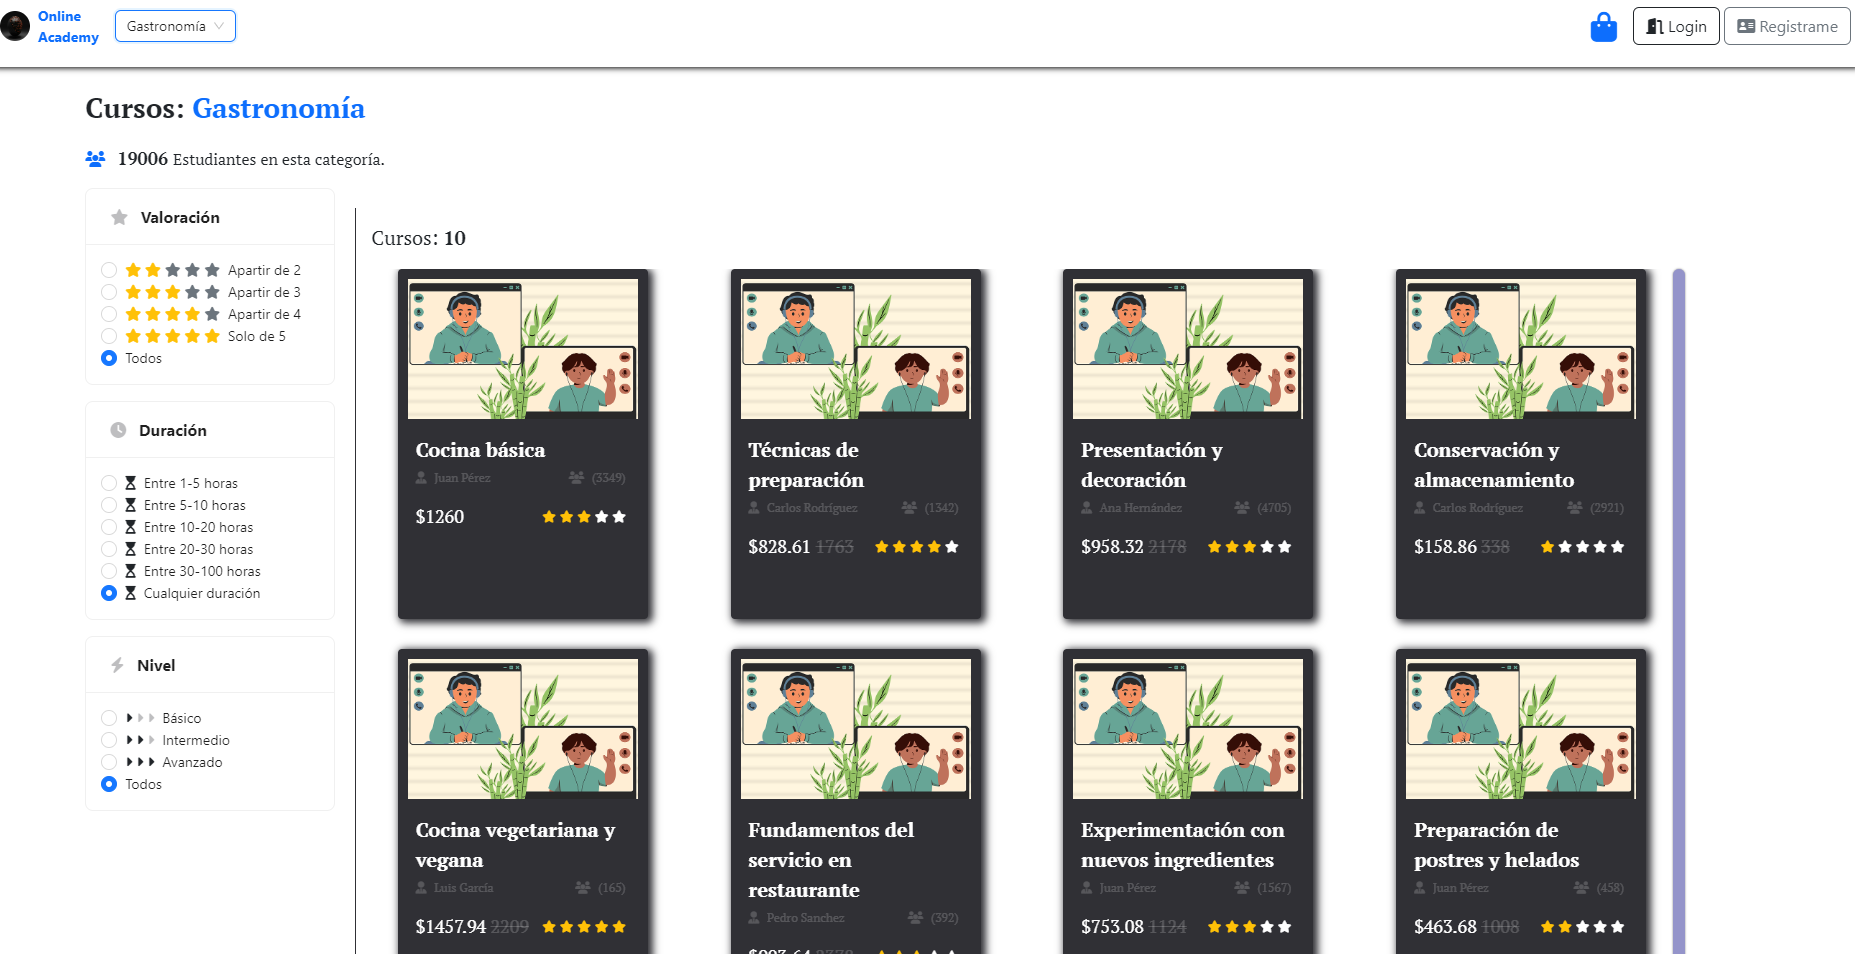 Online
Academy
Gastronomía
Login
Registrame
Cursos: Gastronomía
19006 Estudiantes en esta categoría.
Valoración
Apartir de 2
Apartir de 3
Apartir de 4
Solo de 5
Todos
Duración
Entre 1-5 horas
Entre 5-10 horas
Entre 10-20 horas
Entre 20-30 horas
Entre 30-100 horas
Cualquier duración
Nivel
Básico
Intermedio
Avanzado
Todos
Cursos: 10
Cocina básica
Juan Pérez (3349)
$1260
Técnicas de
preparación
Carlos Rodríguez (1342)
$828.61 1763
Presentación y
decoración
Ana Hernández (4705)
$958.32 2178
Conservación y
almacenamiento
Carlos Rodríguez (2921)
$158.86 338
Cocina vegetariana y
vegana
Luis García (165)
$1457.94 2209
Fundamentos del
servicio en
restaurante
Pedro Sanchez (392)
Experimentación con
nuevos ingredientes
Juan Pérez (1567)
$753.08 1124
Preparación de
postres y helados
Juan Pérez (458)
$463.68 1008